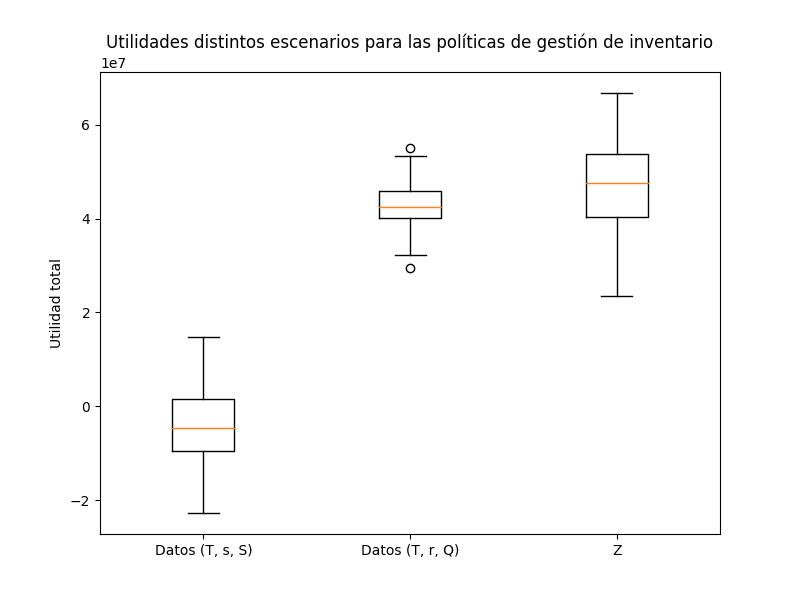 Utilidades distintos escenarios para las políticas de gestión de inventario
1e7
6
4
2
0
−2
Utilidad total
Datos (T, s, S)
Datos (T, r, Q)
Z